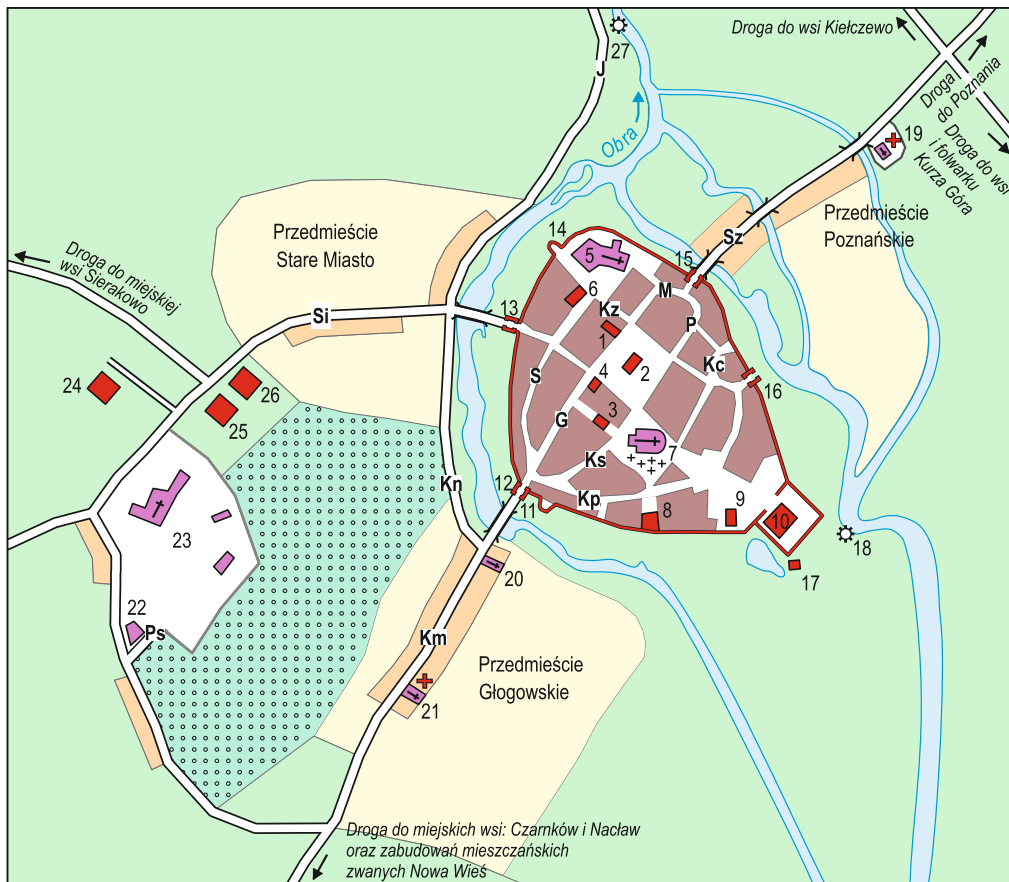 27
Droga do wsi Kiełczewo
J
Droga
do Poznania
Droga do wsi
i folwarku
Kurza Góra
19
Obra
Przedmieście
Stare Miasto
Przedmieście
Poznańskie
14
5
15
Sz
Droga do miejskiej
wsi Sierakowo
6
M
Si
13
Kz
P
1
2
Kc
24
26
4
S
16
25
3
G
7
Ks
Kn
12
11
Kp
8
9
10
23
18
20
17
22
Ps
Km
Przedmieście
Głogowskie
21
Droga do miejskich wsi: Czarnków i Nacław
oraz zabudowań mieszczańskich
zwanych Nowa Wieś